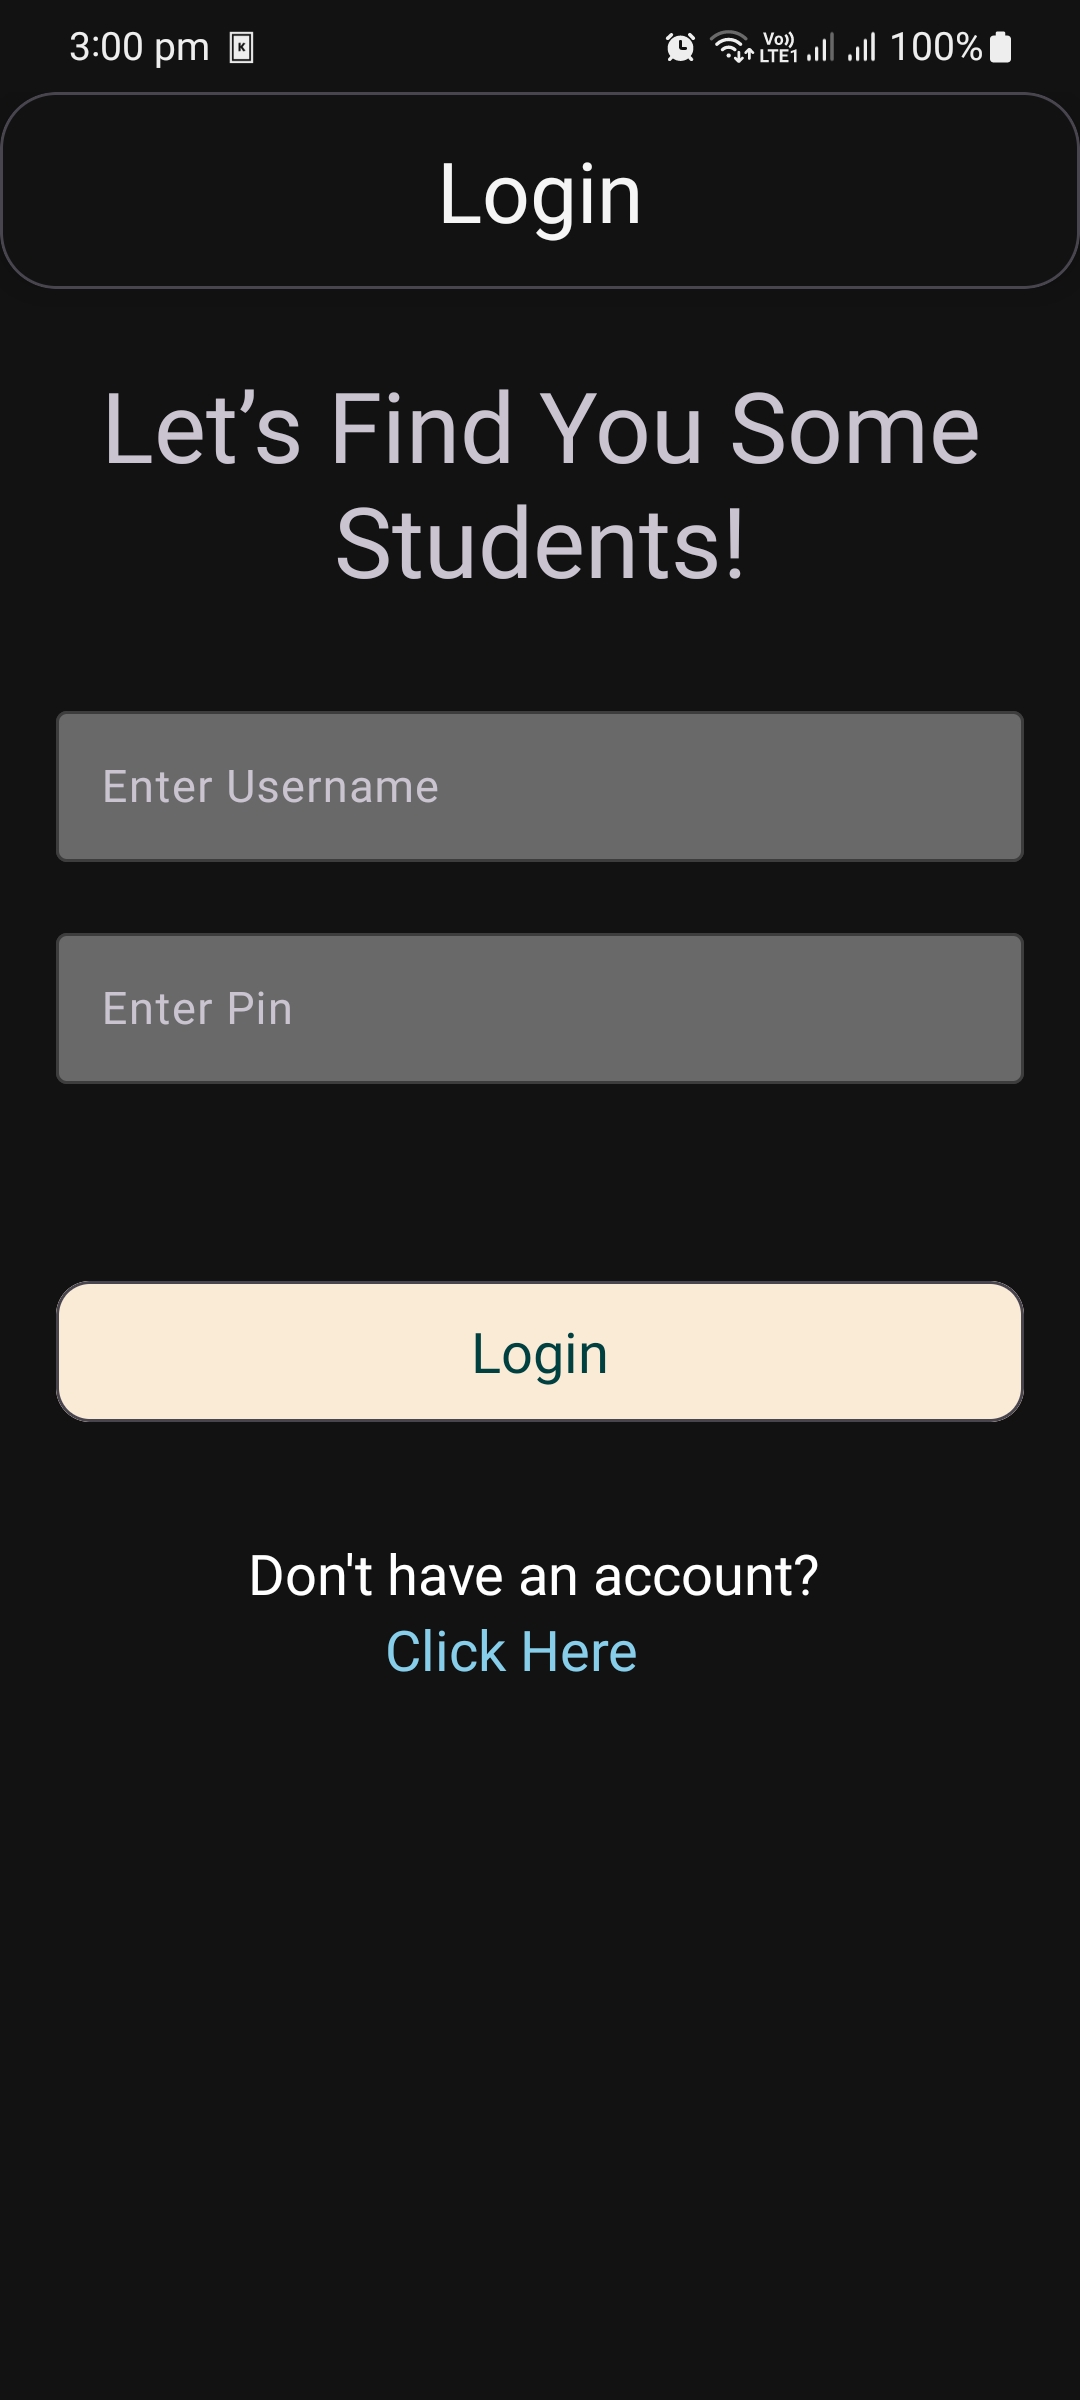 3:00 pm K Vo)) LTE1 100%
Login
Let’s Find You Some
Students!
Enter Username
Enter Pin
Login
Don't have an account?
Click Here